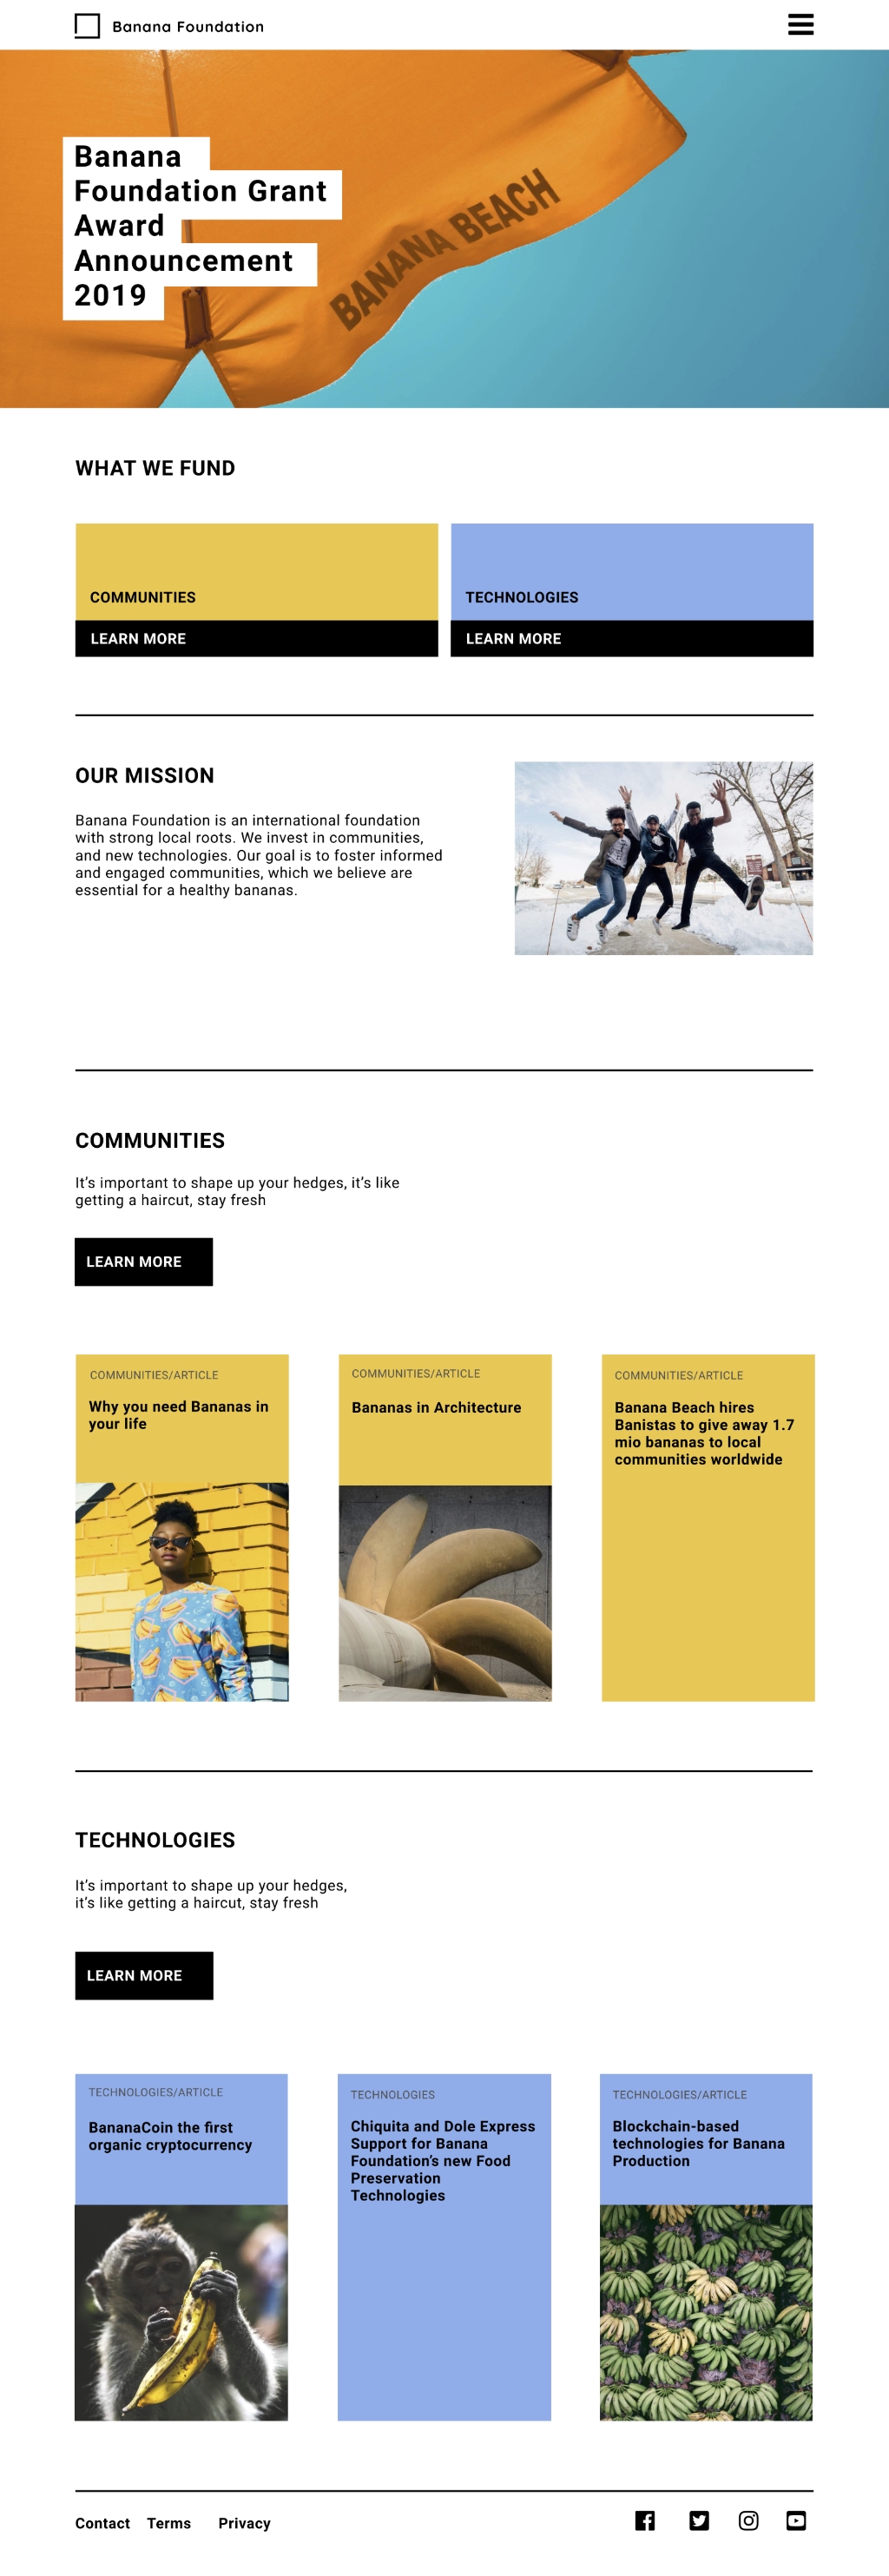 Banana Foundation
Banana
Foundation Grant
Award
Announcement
2019
BANANA BEACH
WHAT WE FUND
COMMUNITIES
LEARN MORE
TECHNOLOGIES
LEARN MORE
OUR MISSION
Banana Foundation is an international foundation
with strong local roots. We invest in communities,
and new technologies. Our goal is to foster informed
and engaged communities, which we believe are
essential for a healthy bananas.
COMMUNITIES
It’s important to shape up your hedges, it’s like
getting a haircut, stay fresh
LEARN MORE
COMMUNITIES/ARTICLE
Why you need Bananas in
your life
COMMUNITIES/ARTICLE
Bananas in Architecture
COMMUNITIES/ARTICLE
Banana Beach hires
Banistas to give away 1.7
mio bananas to local
communities worldwide
TECHNOLOGIES
It’s important to shape up your hedges,
it’s like getting a haircut, stay fresh
LEARN MORE
TECHNOLOGIES/ARTICLE
BananaCoin the first
organic cryptocurrency
TECHNOLOGIES
Chiquita and Dole Express
Support for Banana
Foundation’s new Food
Preservation
Technologies
TECHNOLOGIES/ARTICLE
Blockchain-based
technologies for Banana
Production
Contact
Terms
Privacy